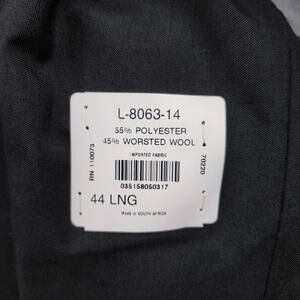 L-8063-14
55% POLYESTER
45% WORSTED WOOL
IMPORTED FABRIC
RN 110073
70220
035158050317
44 LNG
MADE IN SOUTH AFRICA